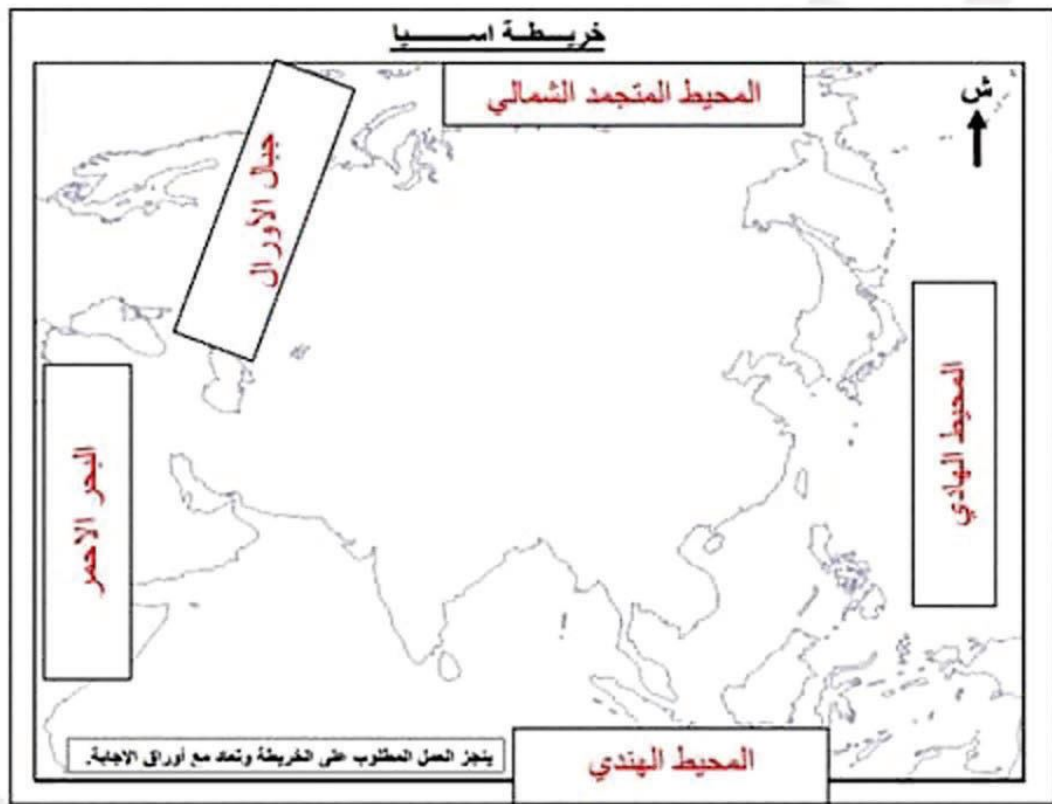 خريطة اسيا
المحيط المتجمد الشمالي
ش
جبال الأورال
المحيط الهادي
البحر الاحمر
المحيط الهندي
ينجز العمل المطلوب على الخريطة وتعاد مع أوراق الاجابة.